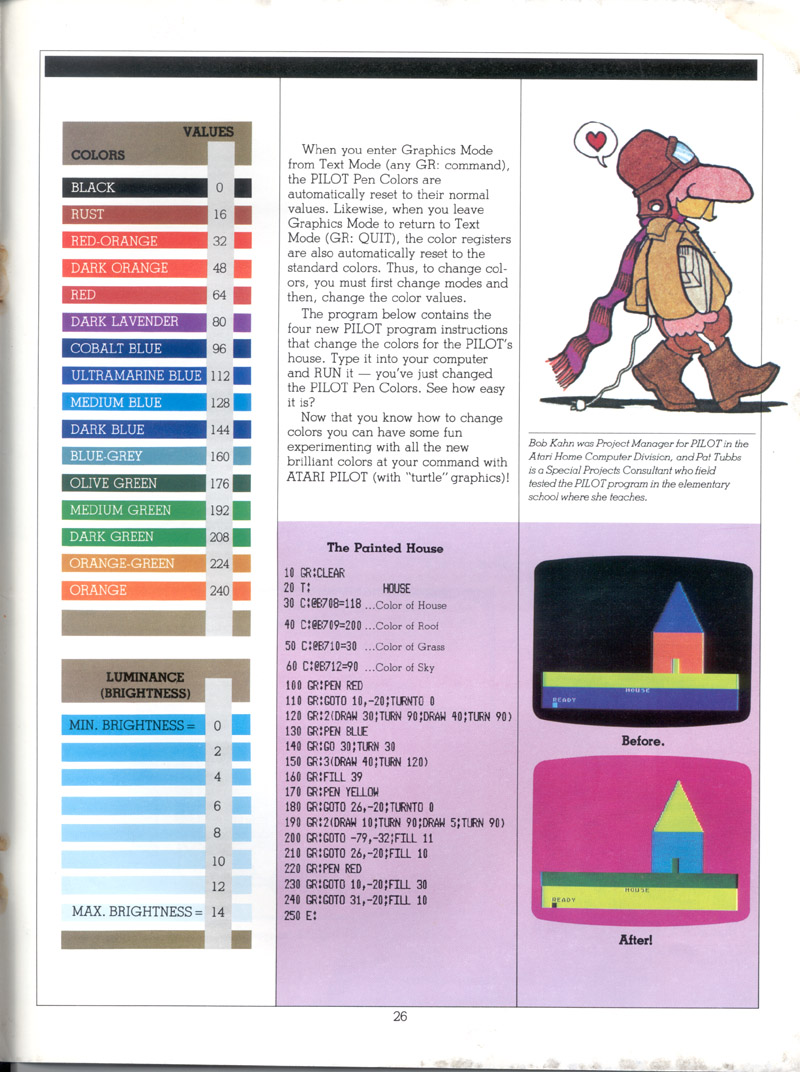 VALUES
COLORS
BLACK 0
RUST 16
RED-ORANGE 32
DARK ORANGE 48
RED 64
DARK LAVENDER 80
COBALT BLUE 96
ULTRAMARINE BLUE 112
MEDIUM BLUE 128
DARK BLUE 144
BLUE-GREY 160
OLIVE GREEN 176
MEDIUM GREEN 192
DARK GREEN 208
ORANGE-GREEN 224
ORANGE 240
LUMINANCE
(BRIGHTNESS)
MIN. BRIGHTNESS = 0
2
4
6
8
10
12
MAX. BRIGHTNESS = 14
When you enter Graphics Mode
from Text Mode (any GR: command),
the PILOT Pen Colors are
automatically reset to their normal
values. Likewise, when you leave
Graphics Mode to return to Text
Mode (GR: QUIT), the color registers
are also automatically reset to the
standard colors. Thus, to change col-
ors, you must first change modes and
then, change the color values.
The program below contains the
four new PILOT program instructions
that change the colors for the PILOT's
house. Type it into your computer
and RUN it — you've just changed
the PILOT Pen Colors. See how easy
it is?
Now that you know how to change
colors you can have some fun
experimenting with all the new
brilliant colors at your command with
ATARI PILOT (with "turtle" graphics)!
The Painted House
10 GR:CLEAR
20 T: HOUSE
30 C:@B708=118 ...Color of House
40 C:@B709=200 ...Color of Roof
50 C:@B710=30 ...Color of Grass
60 C:@B712=90 ...Color of Sky
100 GR:PEN RED
110 GR:GOTO 10,-20;TURNTO 0
120 GR:2(DRAW 30;TURN 90;DRAW 40;TURN 90)
130 GR:PEN BLUE
140 GR:GO 30;TURN 30
150 GR:3(DRAW 40;TURN 120)
160 GR:FILL 39
170 GR:PEN YELLOW
180 GR:GOTO 26,-20;TURNTO 0
190 GR:2(DRAW 10;TURN 90;DRAW 5;TURN 90)
200 GR:GOTO -79,-32;FILL 11
210 GR:GOTO 26,-20;FILL 10
220 GR:PEN RED
230 GR:GOTO 10,-20;FILL 30
240 GR:GOTO 31,-20;FILL 10
250 E:
Bob Kahn was Project Manager for PILOT in the
Atari Home Computer Division, and Pat Tubbs
is a Special Projects Consultant who field
tested the PILOT program in the elementary
school where she teaches.
HOUSE
READY
Before.
HOUSE
READY
After!
26